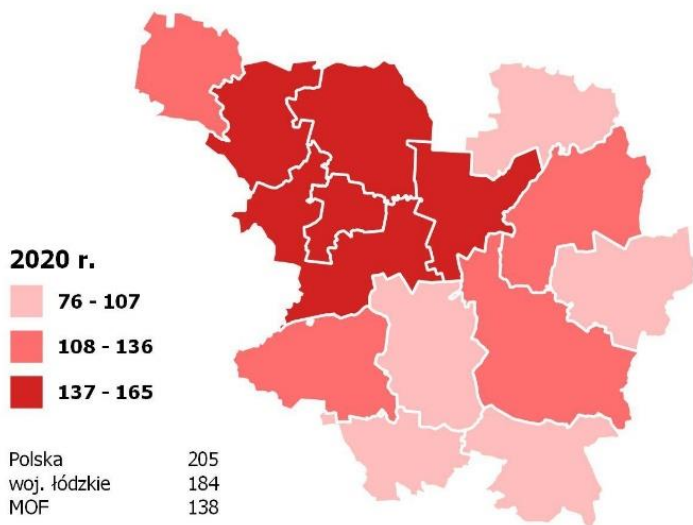 2020 r.
76 - 107
108 - 136
137 - 165
Polska 205
woj. łódzkie 184
MOF 138